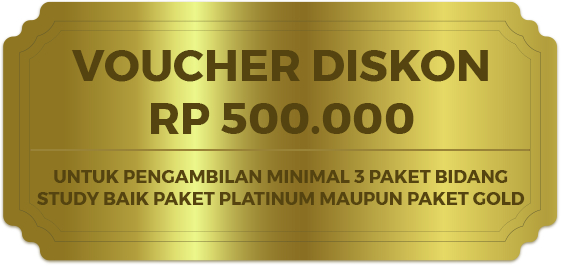 VOUCHER DISKON
RP 500.000
UNTUK PENGAMBILAN MINIMAL 3 PAKET BIDANG
STUDY BAIK PAKET PLATINUM MAUPUN PAKET GOLD